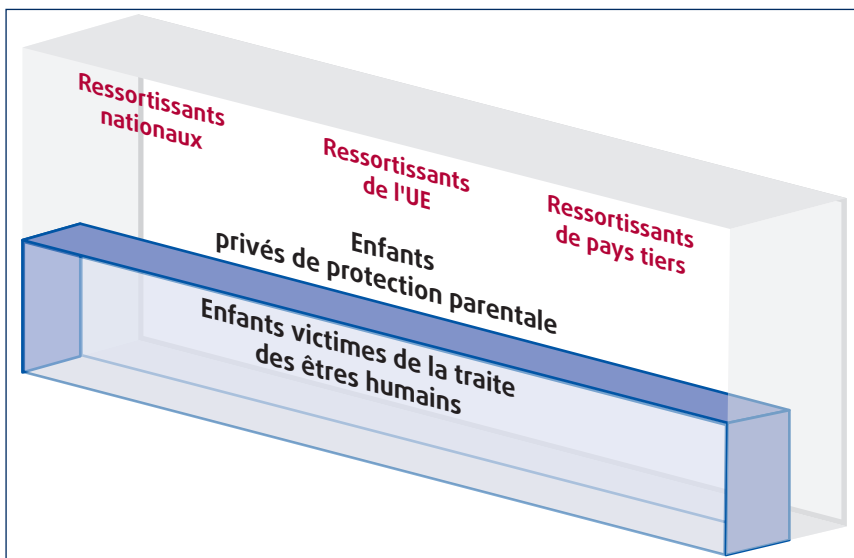 Ressortissants
nationaux
Ressortissants
de l'UE
Ressortissants
de pays tiers
Enfants
privés de protection parentale
Enfants victimes de la traite
des êtres humains